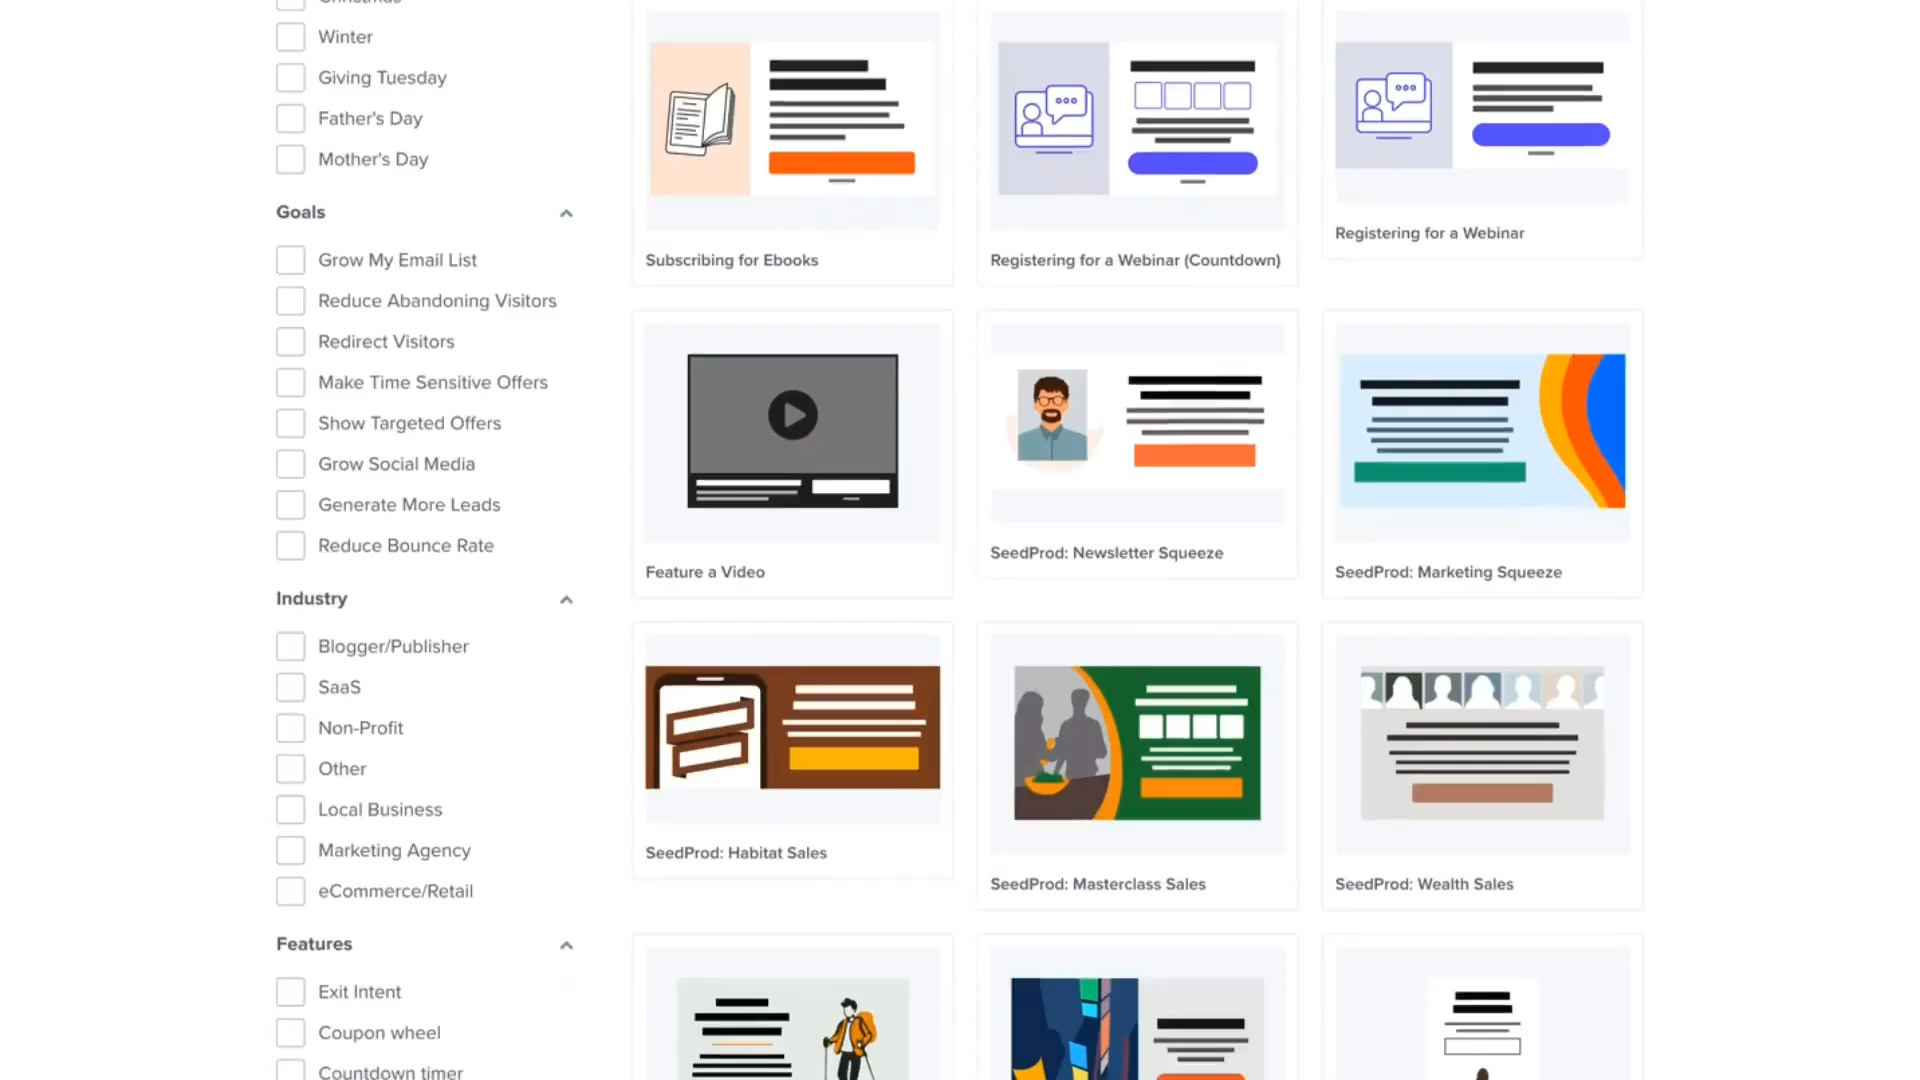 Christmas
Winter
Giving Tuesday
Father's Day
Mother's Day
Goals
Grow My Email List
Reduce Abandoning Visitors
Redirect Visitors
Make Time Sensitive Offers
Show Targeted Offers
Grow Social Media
Generate More Leads
Reduce Bounce Rate
Industry
Blogger/Publisher
SaaS
Non-Profit
Other
Local Business
Marketing Agency
eCommerce/Retail
Features
Exit Intent
Coupon wheel
Countdown timer
Subscribing for Ebooks
Registering for a Webinar (Countdown)
Registering for a Webinar
Feature a Video
SeedProd: Newsletter Squeeze
SeedProd: Marketing Squeeze
SeedProd: Habitat Sales
SeedProd: Masterclass Sales
SeedProd: Wealth Sales